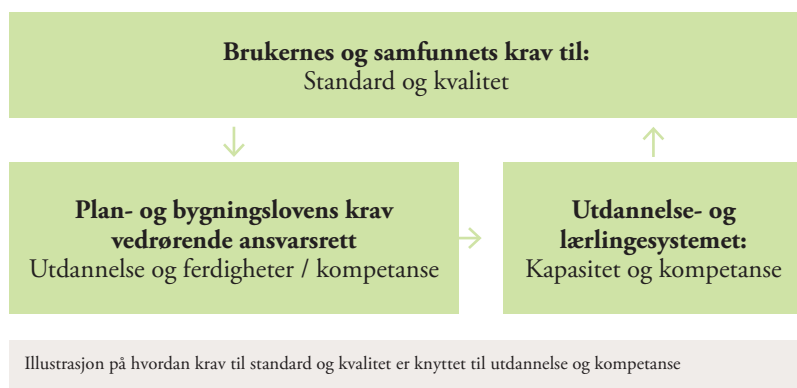 Brukernes og samfunnets krav til:
Standard og kvalitet
Plan- og bygningslovens krav
vedrørende ansvarsrett
Utdannelse og ferdigheter / kompetanse
Utdannelse- og
lærlingesystemet:
Kapasitet og kompetanse
Illustrasjon på hvordan krav til standard og kvalitet er knyttet til utdannelse og kompetanse